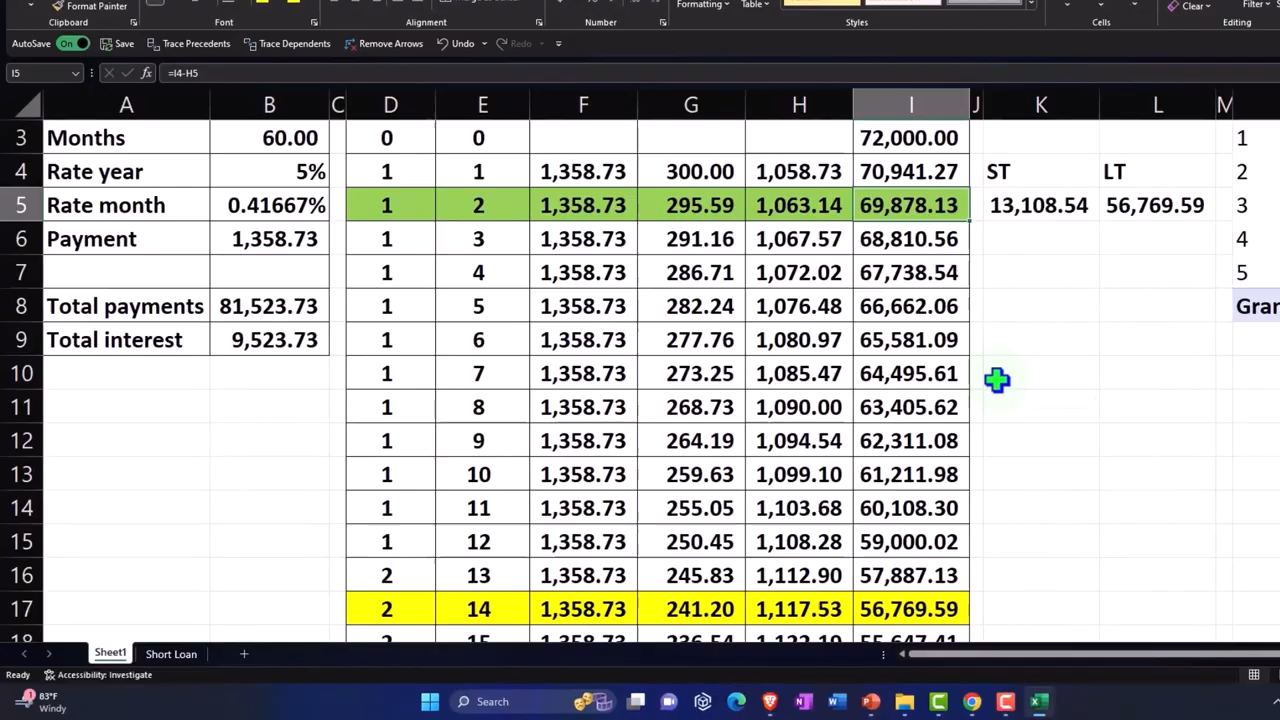 Format Painter
Formatting
Table
Clear
Filter
Clipboard
Font
Alignment
Number
Styles
Cells
Editing
AutoSave On Save Trace Precedents Trace Dependents Remove Arrows Undo Redo
I5 fx =I4-H5
A B C D E F G H I J K L M
3 Months 60.00 0 0 72,000.00 1
4 Rate year 5% 1 1 1,358.73 300.00 1,058.73 70,941.27 ST LT 2
5 Rate month 0.41667% 1 2 1,358.73 295.59 1,063.14 69,878.13 13,108.54 56,769.59 3
6 Payment 1,358.73 1 3 1,358.73 291.16 1,067.57 68,810.56 4
7 1 4 1,358.73 286.71 1,072.02 67,738.54 5
8 Total payments 81,523.73 1 5 1,358.73 282.24 1,076.48 66,662.06 Gran
9 Total interest 9,523.73 1 6 1,358.73 277.76 1,080.97 65,581.09
10 1 7 1,358.73 273.25 1,085.47 64,495.61
11 1 8 1,358.73 268.73 1,090.00 63,405.62
12 1 9 1,358.73 264.19 1,094.54 62,311.08
13 1 10 1,358.73 259.63 1,099.10 61,211.98
14 1 11 1,358.73 255.05 1,103.68 60,108.30
15 1 12 1,358.73 250.45 1,108.28 59,000.02
16 2 13 1,358.73 245.83 1,112.90 57,887.13
17 2 14 1,358.73 241.20 1,117.53 56,769.59
18 2 15 236.54 1,122.19 55,647.41
Sheet1 Short Loan
Ready Accessibility: Investigate
83°F
Windy
Search